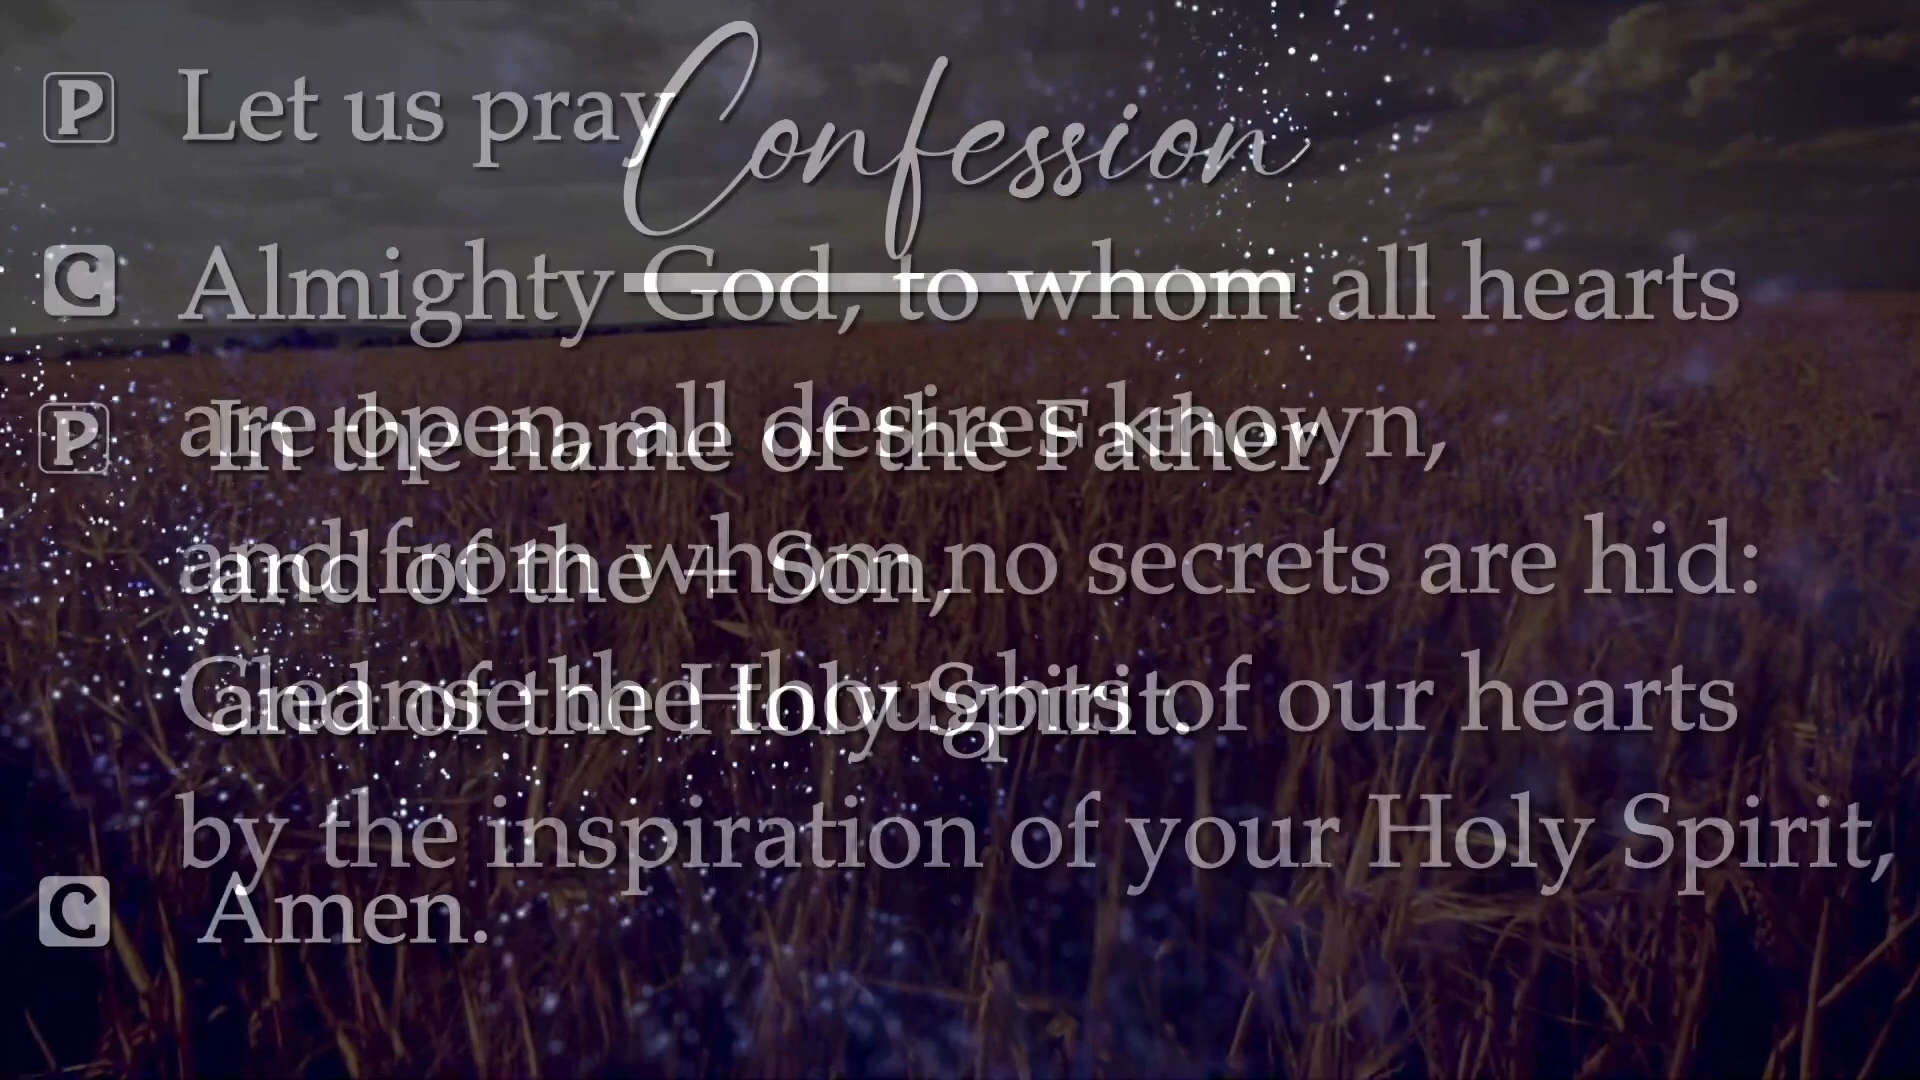 Confession
P In the name of the Father,
and of the + Son,
and of the Holy Spirit.
C Amen.
P Let us pray
C Almighty God, to whom all hearts
are open, all desires known,
and from whom no secrets are hid:
Cleanse the thoughts of our hearts
by the inspiration of your Holy Spirit,